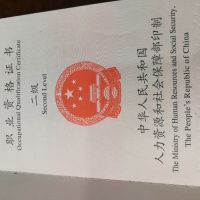 职业资格证书
Occupational Qualification Certificate
二级
Second Level
中华人民共和国
人力资源和社会保障部印制
The Ministry of Human Resources and Social Security,
The People's Republic of China